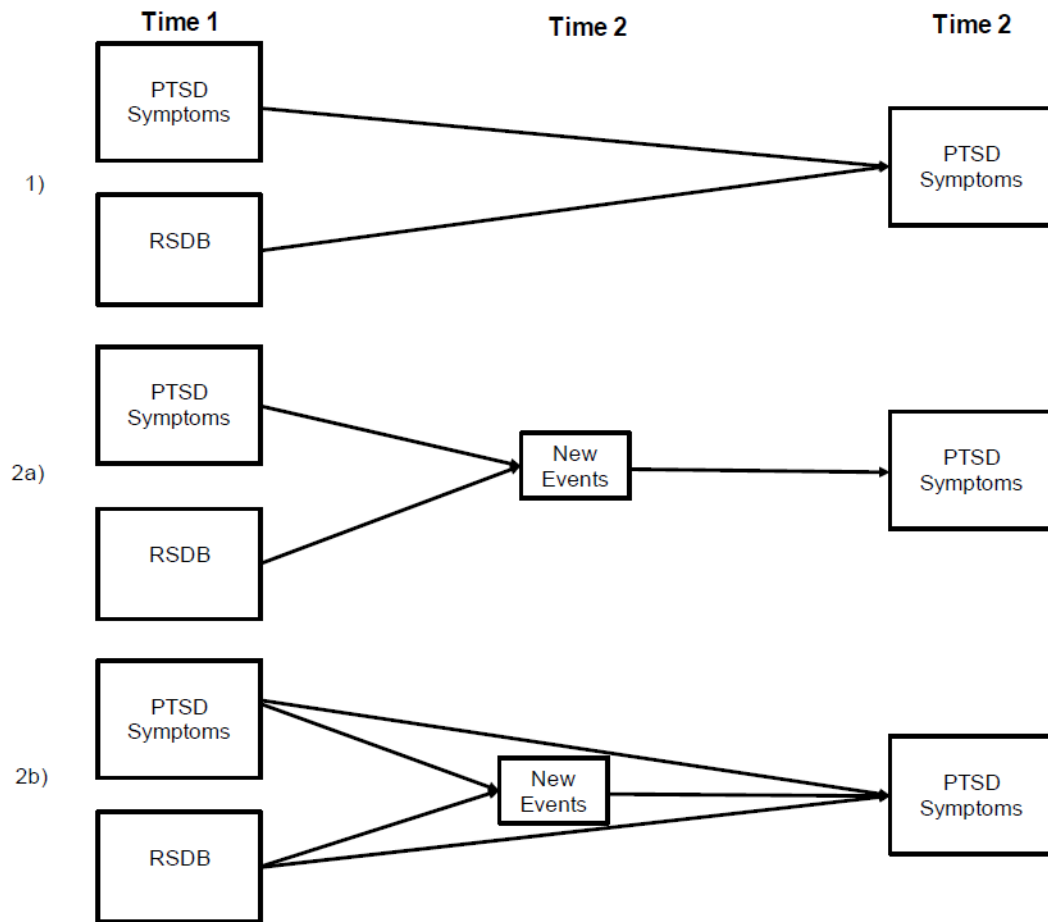 Time 1
Time 2
Time 2
PTSD
Symptoms
PTSD
Symptoms
1)
RSDB
PTSD
Symptoms
New
Events
PTSD
Symptoms
2a)
RSDB
PTSD
Symptoms
New
Events
PTSD
Symptoms
2b)
RSDB